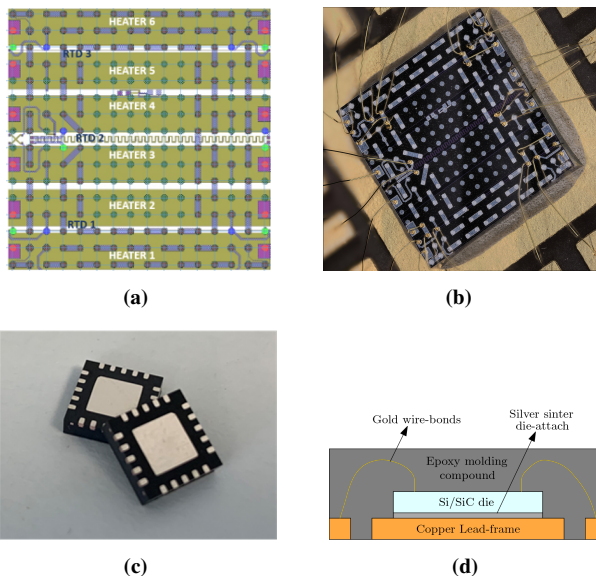 HEATER 6
RTD 3
HEATER 5
HEATER 4
RTD 2
HEATER 3
HEATER 2
RTD 1
HEATER 1
(a)
(b)
(c)
Gold wire-bonds
Silver sinter
die-attach
Epoxy molding
compound
Si/SiC die
Copper Lead-frame
(d)